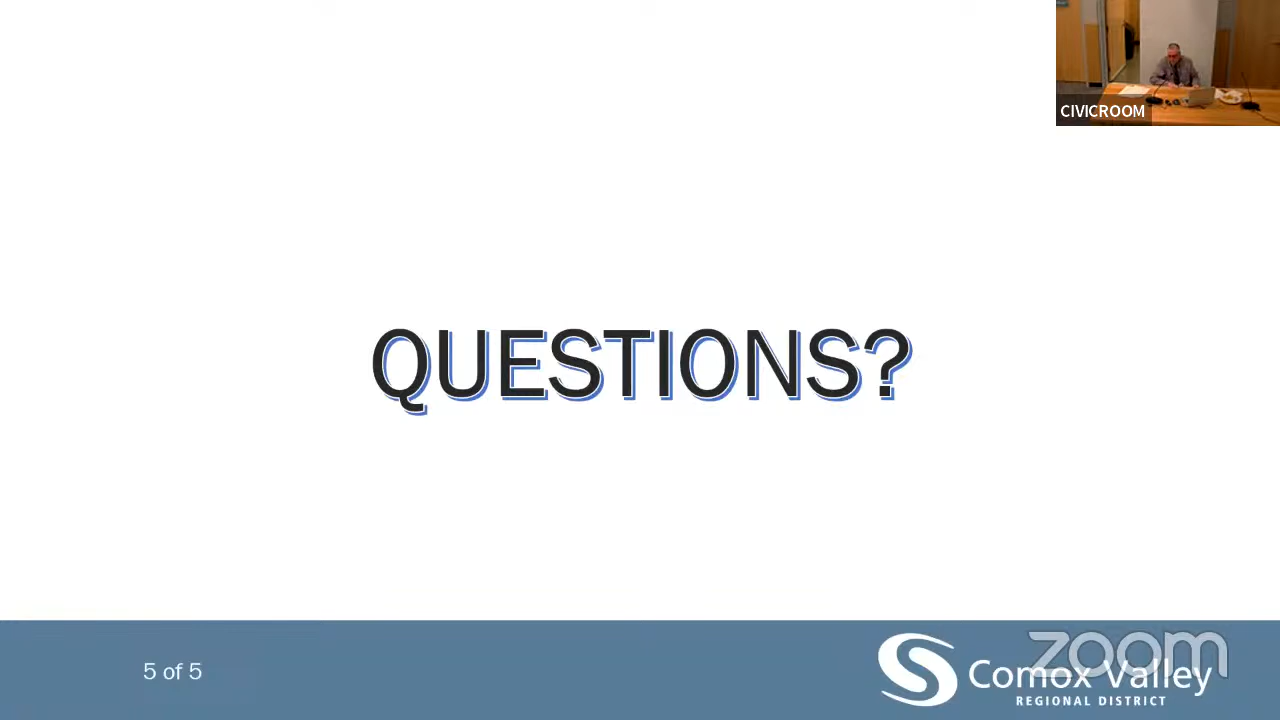 CIVICROOM
QUESTIONS?
5 of 5
zoom
Comox Valley
REGIONAL DISTRICT